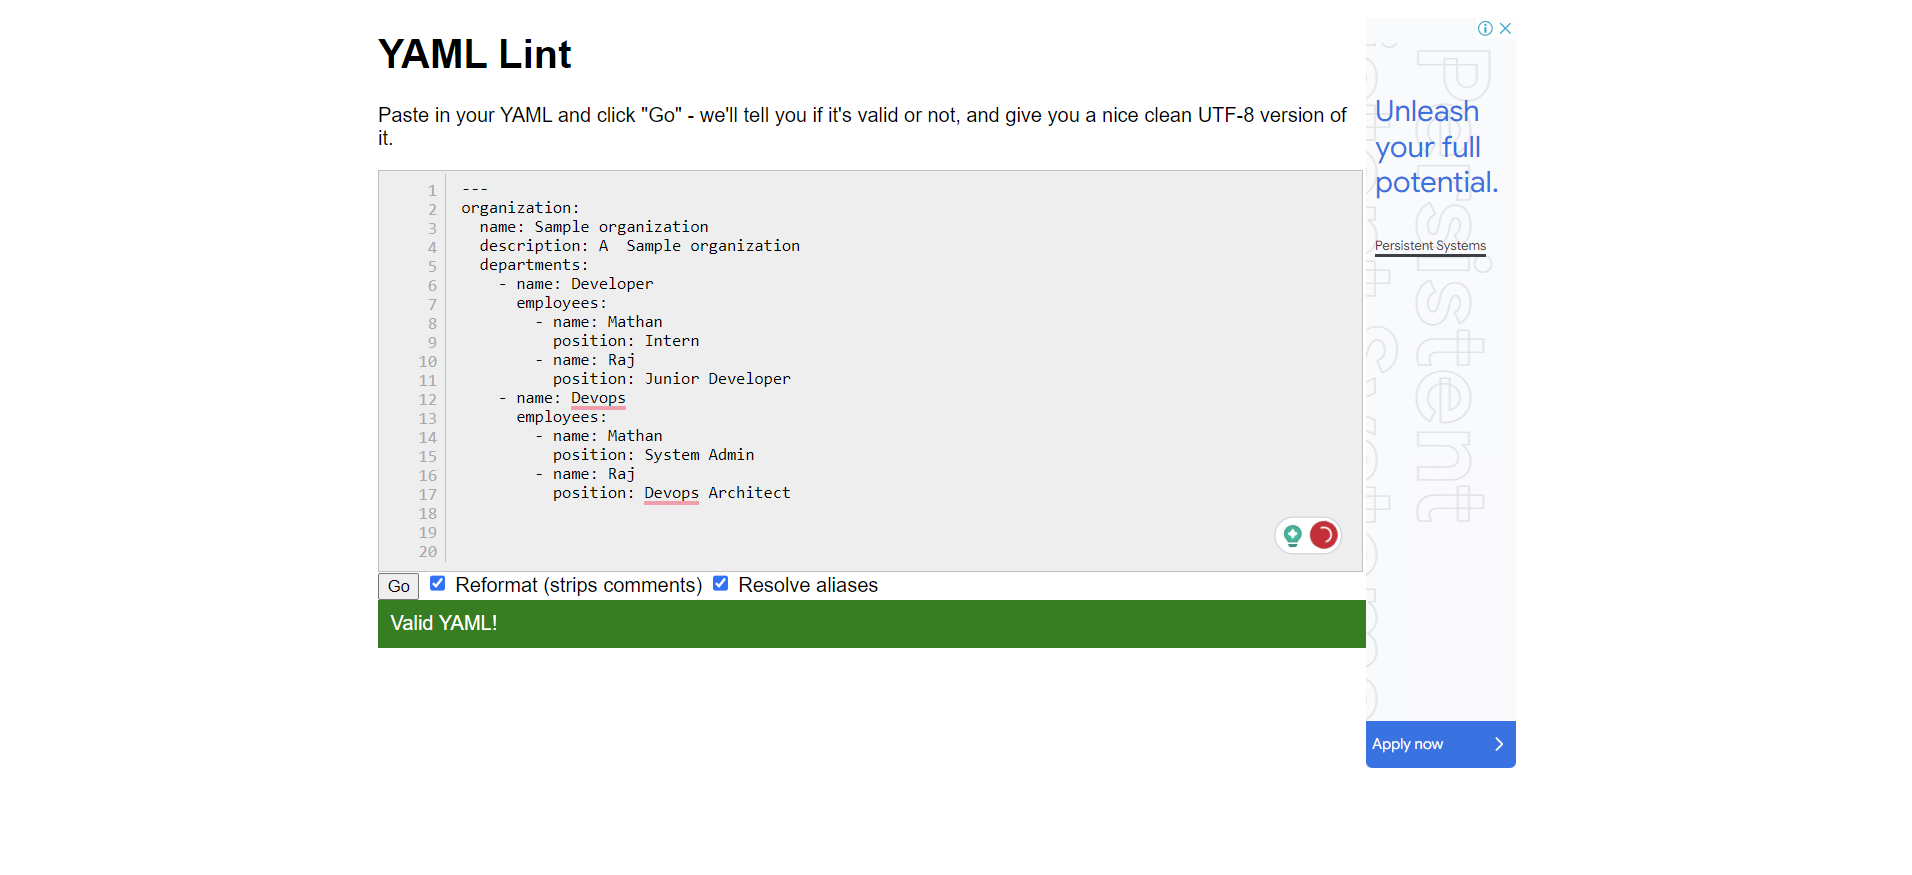 YAML Lint
Paste in your YAML and click "Go" - we'll tell you if it's valid or not, and give you a nice clean UTF-8 version of
it.
1 ---
2 organization:
3   name: Sample organization
4   description: A  Sample organization
5   departments:
6     - name: Developer
7       employees:
8         - name: Mathan
9           position: Intern
10         - name: Raj
11           position: Junior Developer
12     - name: Devops
13       employees:
14         - name: Mathan
15           position: System Admin
16         - name: Raj
17           position: Devops Architect
18
19
20
Go Reformat (strips comments) Resolve aliases
Valid YAML!
Unleash
your full
potential.
Persistent Systems
Persistent
Apply now